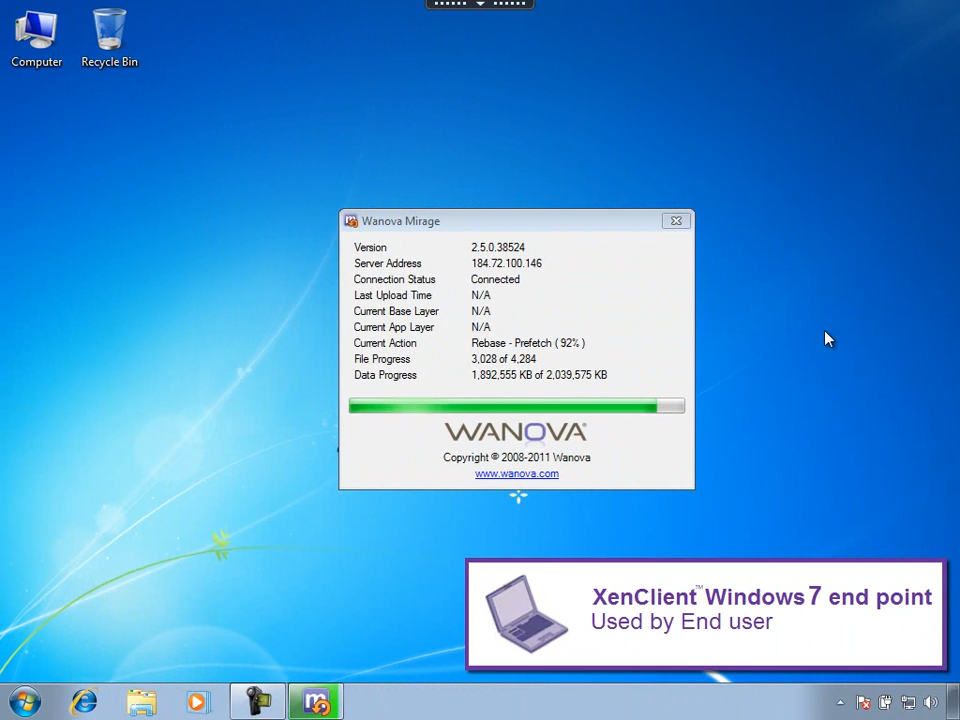 Computer
Recycle Bin
Wanova Mirage
Version 2.5.0.38524
Server Address 184.72.100.146
Connection Status Connected
Last Upload Time N/A
Current Base Layer N/A
Current App Layer N/A
Current Action Rebase - Prefetch ( 92% )
File Progress 3,028 of 4,284
Data Progress 1,892,555 KB of 2,039,575 KB
WANOVA
Copyright © 2008-2011 Wanova
www.wanova.com
XenClient™ Windows 7 end point
Used by End user